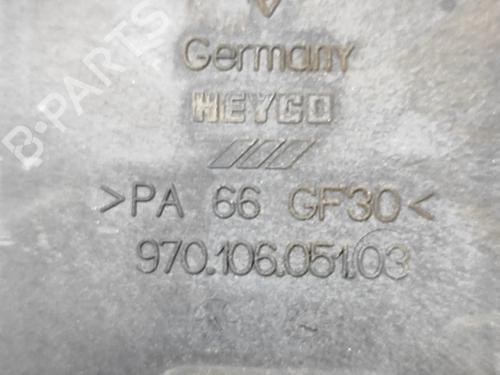 Germany
HEYCO
>PA 66 GF30<
970.106.051.03
B-PARTS